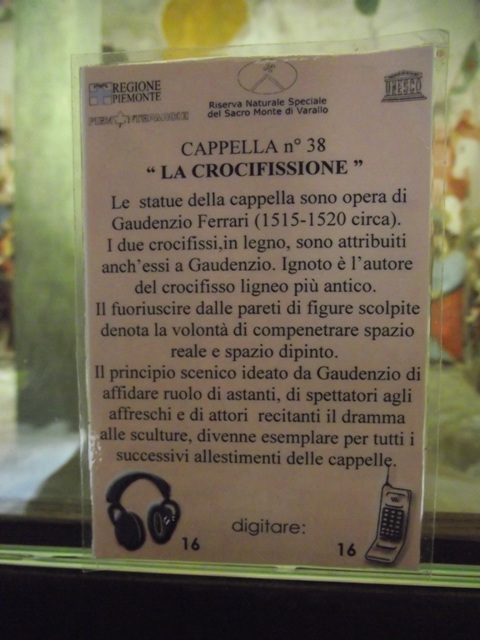 REGIONE
PIEMONTE
Riserva Naturale Speciale
del Sacro Monte di Varallo
UNESCO
CAPPELLA n° 38
“ LA CROCIFISSIONE ”
Le statue della cappella sono opera di
Gaudenzio Ferrari (1515-1520 circa).
I due crocifissi,in legno, sono attribuiti
anch’essi a Gaudenzio. Ignoto è l’autore
del crocifisso ligneo più antico.
Il fuoriuscire dalle pareti di figure scolpite
denota la volontà di compenetrare spazio
reale e spazio dipinto.
Il principio scenico ideato da Gaudenzio di
affidare ruolo di astanti, di spettatori agli
affreschi e di attori recitanti il dramma
alle sculture, divenne esemplare per tutti i
successivi allestimenti delle cappelle.
digitare:
16
16